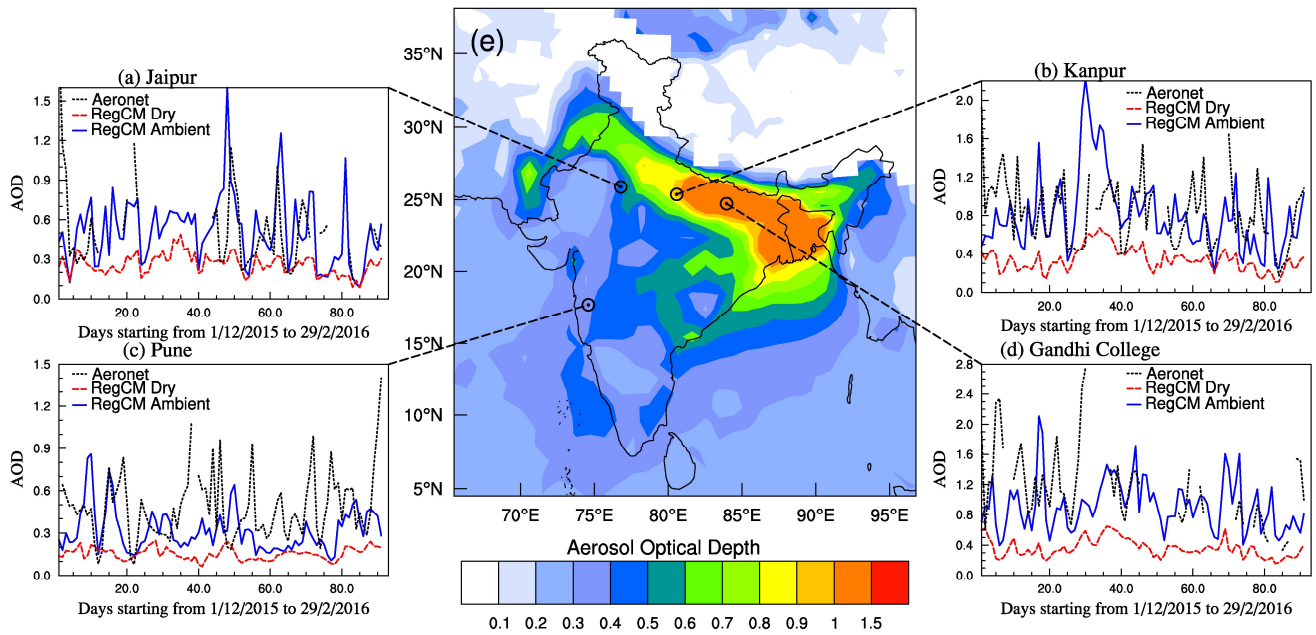 (a) Jaipur
Aeronet
RegCM Dry
RegCM Ambient
AOD
1.5
1.2
0.9
0.6
0.3
0.0
20.0 40.0 60.0 80.0
Days starting from 1/12/2015 to 29/2/2016
(c) Pune
Aeronet
RegCM Dry
RegCM Ambient
AOD
1.5
1.2
0.9
0.6
0.3
0.0
20.0 40.0 60.0 80.0
Days starting from 1/12/2015 to 29/2/2016
(e)
35°N
30°N
25°N
20°N
15°N
10°N
5°N
70°E 75°E 80°E 85°E 90°E 95°E
Aerosol Optical Depth
0.1 0.2 0.3 0.4 0.5 0.6 0.7 0.8 0.9 1 1.5
(b) Kanpur
Aeronet
RegCM Dry
RegCM Ambient
AOD
2.0
1.6
1.2
0.8
0.4
0.0
20.0 40.0 60.0 80.0
Days starting from 1/12/2015 to 29/2/2016
(d) Gandhi College
Aeronet
RegCM Dry
RegCM Ambient
AOD
2.8
2.4
2.0
1.6
1.2
0.8
0.4
0.0
20.0 40.0 60.0 80.0
Days starting from 1/12/2015 to 29/2/2016